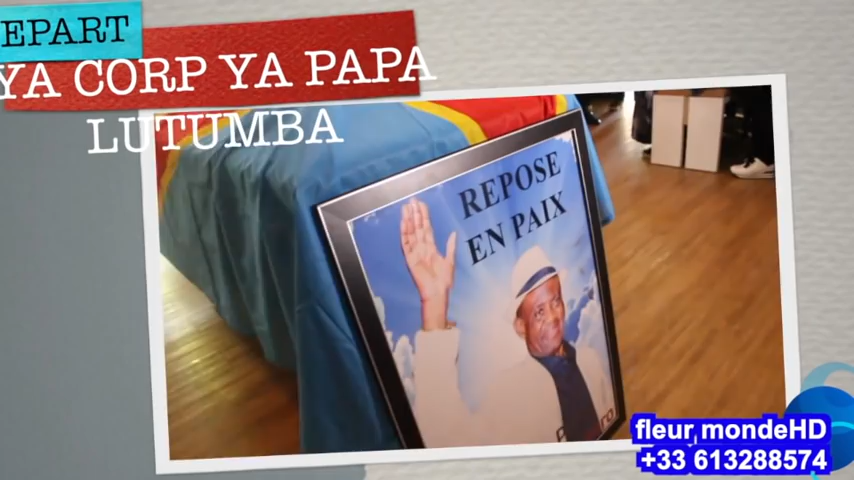 EPART
YA CORP YA PAPA
LUTUMBA
REPOSE
EN PAIX
fleur mondeHD
+33 613288574